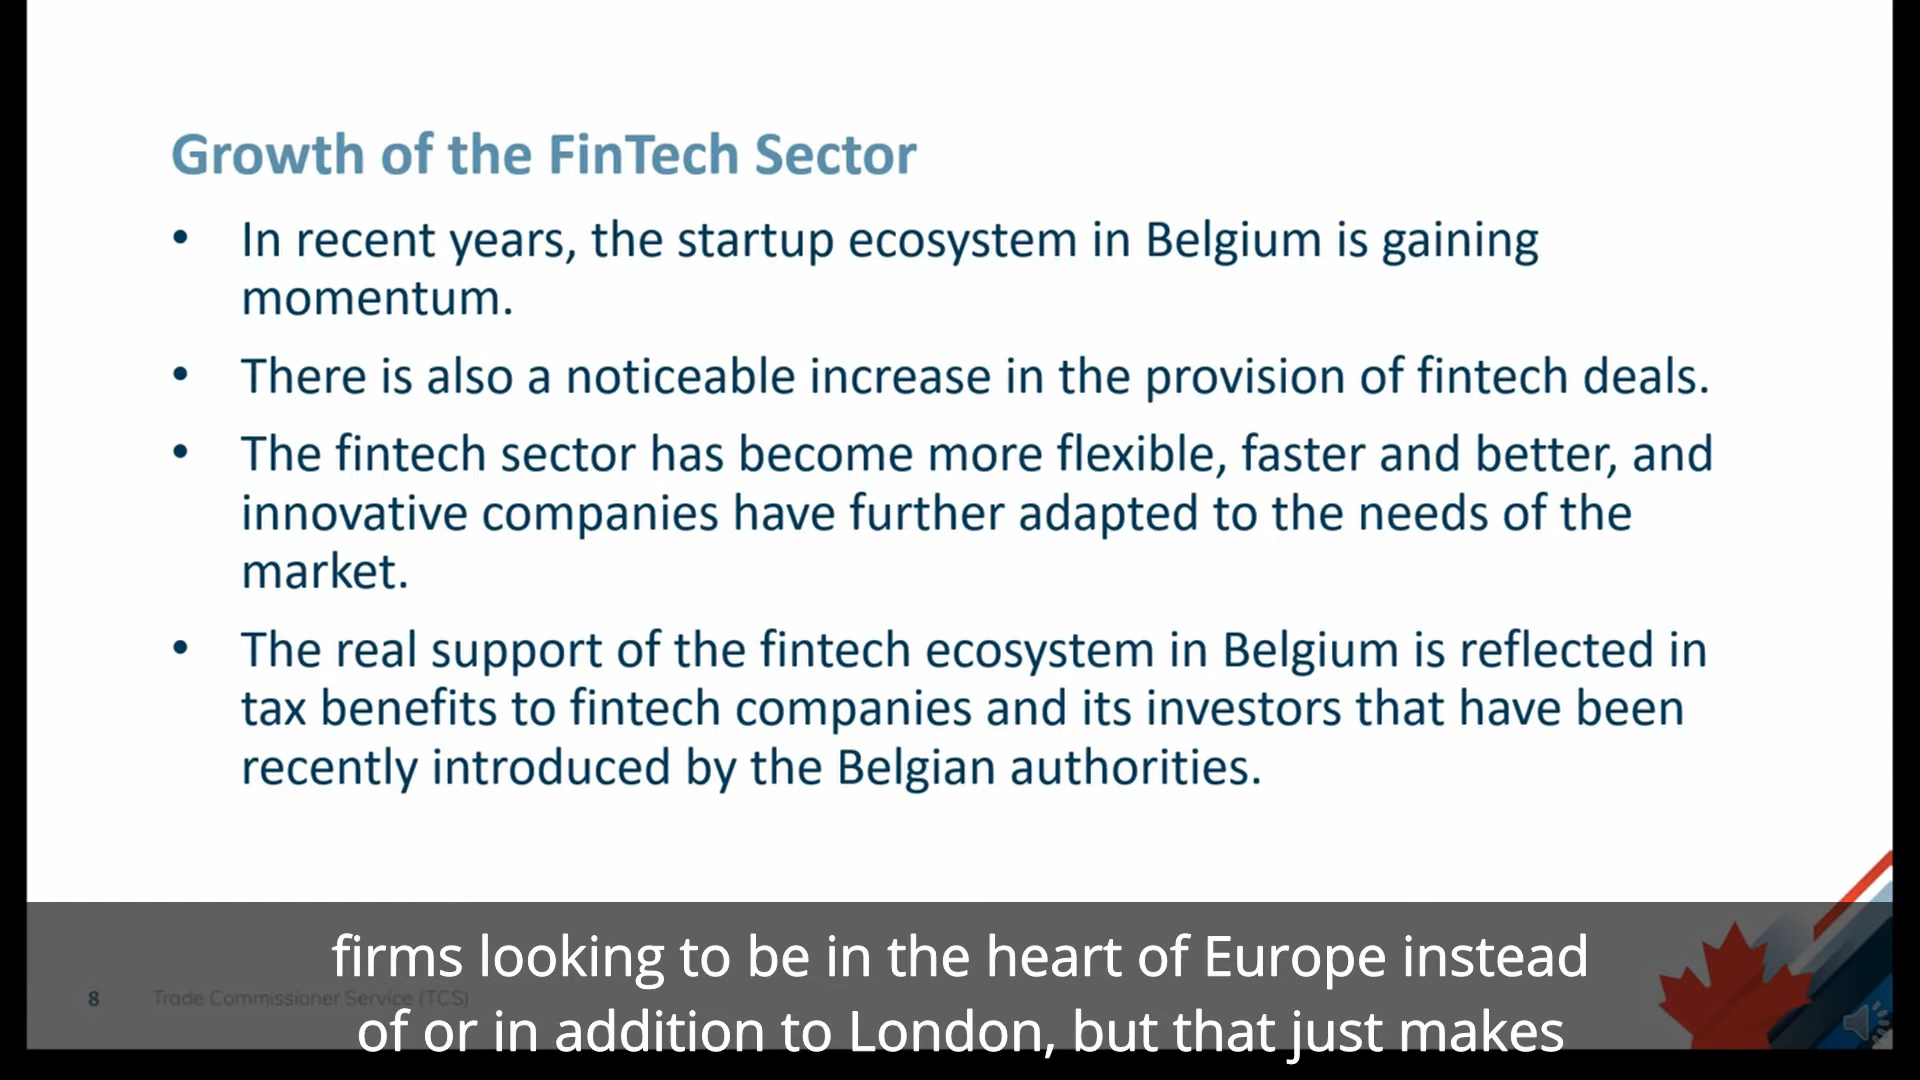 Growth of the FinTech Sector
• In recent years, the startup ecosystem in Belgium is gaining
momentum.
• There is also a noticeable increase in the provision of fintech deals.
• The fintech sector has become more flexible, faster and better, and
innovative companies have further adapted to the needs of the
market.
• The real support of the fintech ecosystem in Belgium is reflected in
tax benefits to fintech companies and its investors that have been
recently introduced by the Belgian authorities.
firms looking to be in the heart of Europe instead
8 Trade Commissioner Service (TCS)
of or in addition to London, but that just makes